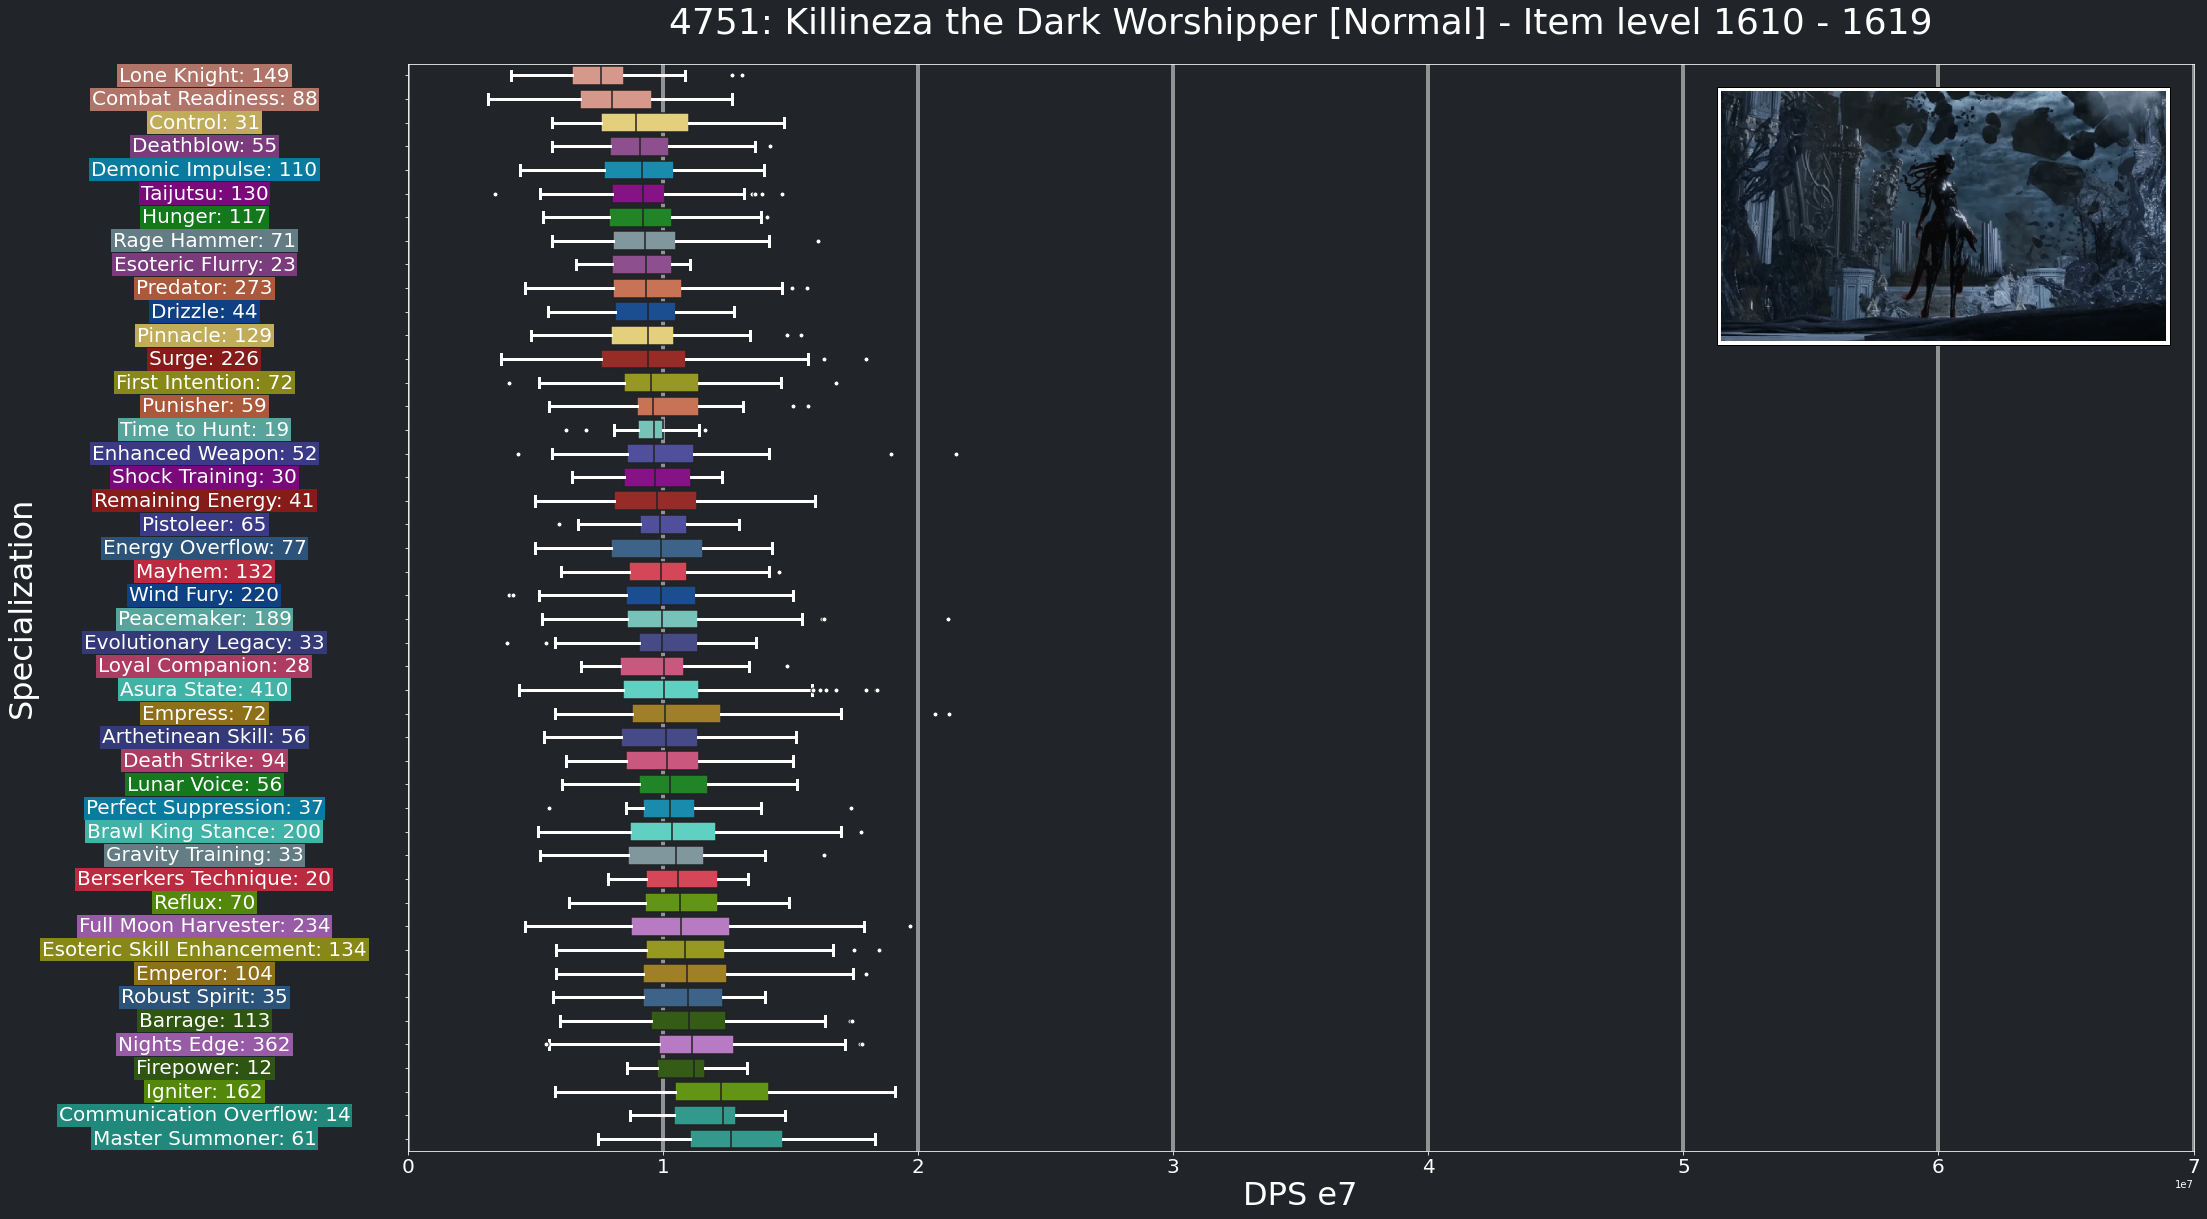 4751: Killineza the Dark Worshipper [Normal] - Item level 1610 - 1619
Specialization
Lone Knight: 149
Combat Readiness: 88
Control: 31
Deathblow: 55
Demonic Impulse: 110
Taijutsu: 130
Hunger: 117
Rage Hammer: 71
Esoteric Flurry: 23
Predator: 273
Drizzle: 44
Pinnacle: 129
Surge: 226
First Intention: 72
Punisher: 59
Time to Hunt: 19
Enhanced Weapon: 52
Shock Training: 30
Remaining Energy: 41
Pistoleer: 65
Energy Overflow: 77
Mayhem: 132
Wind Fury: 220
Peacemaker: 189
Evolutionary Legacy: 33
Loyal Companion: 28
Asura State: 410
Empress: 72
Arthetinean Skill: 56
Death Strike: 94
Lunar Voice: 56
Perfect Suppression: 37
Brawl King Stance: 200
Gravity Training: 33
Berserkers Technique: 20
Reflux: 70
Full Moon Harvester: 234
Esoteric Skill Enhancement: 134
Emperor: 104
Robust Spirit: 35
Barrage: 113
Nights Edge: 362
Firepower: 12
Igniter: 162
Communication Overflow: 14
Master Summoner: 61
0 1 2 3 4 5 6 7
1e7
DPS e7